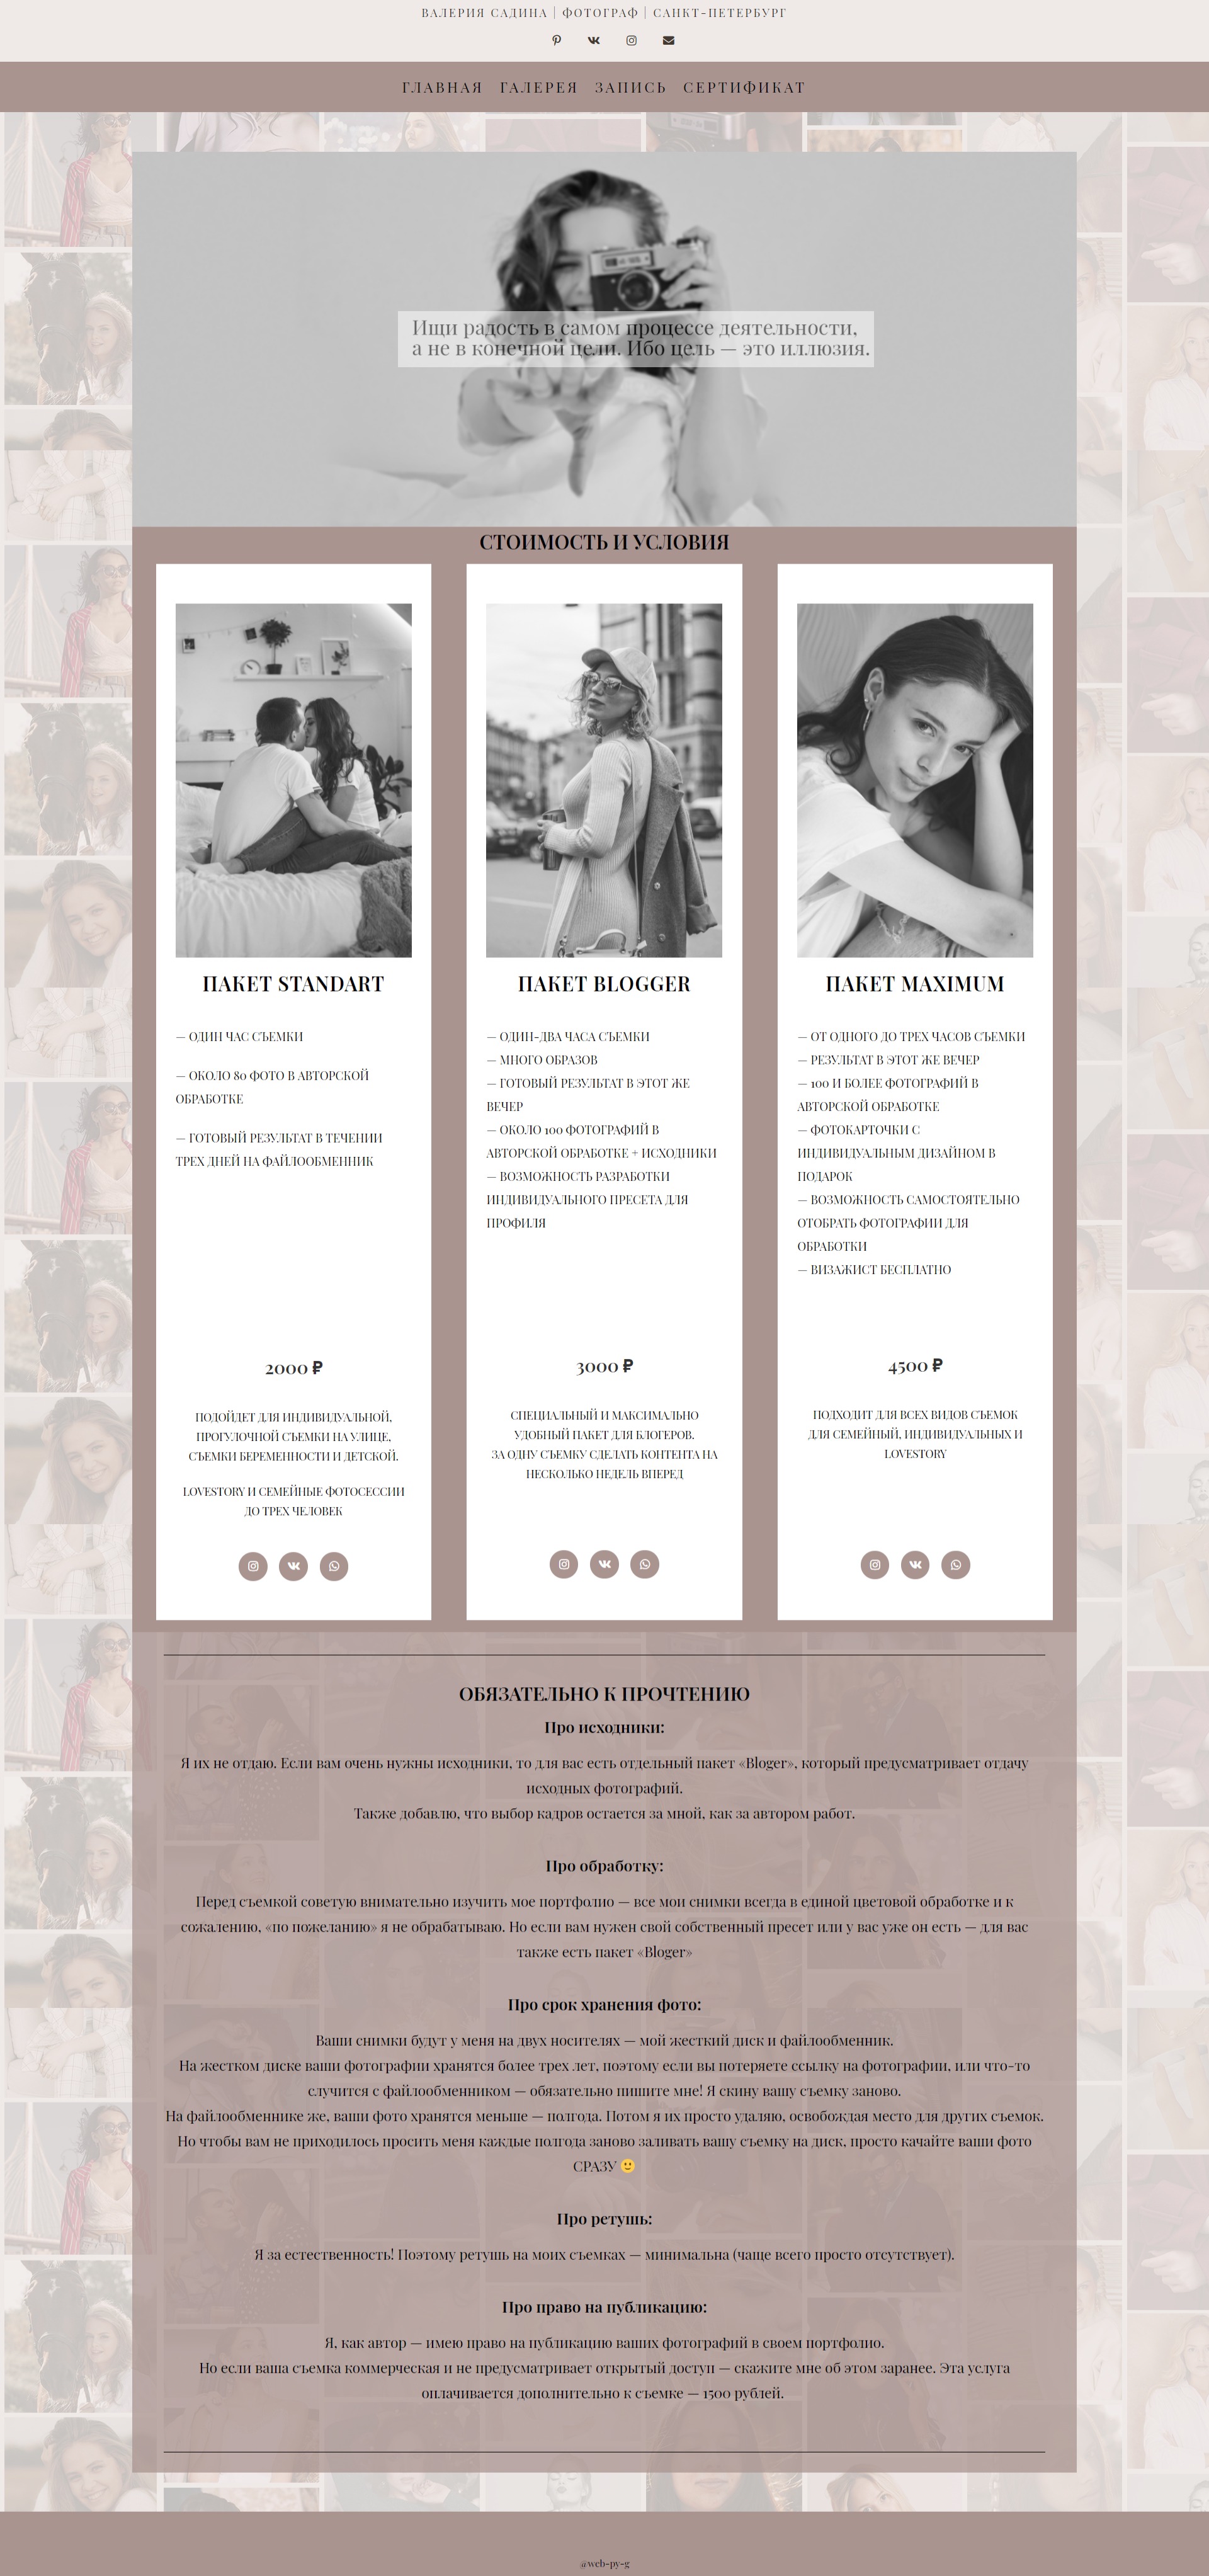 ВАЛЕРИЯ САДИНА | ФОТОГРАФ | САНКТ-ПЕТЕРБУРГ
ГЛАВНАЯ ГАЛЕРЕЯ ЗАПИСЬ СЕРТИФИКАТ
Ищи радость в самом процессе деятельности,
а не в конечной цели. Ибо цель — это иллюзия.
СТОИМОСТЬ И УСЛОВИЯ
ПАКЕТ STANDART
— ОДИН ЧАС СЪЕМКИ
— ОКОЛО 80 ФОТО В АВТОРСКОЙ
ОБРАБОТКЕ
— ГОТОВЫЙ РЕЗУЛЬТАТ В ТЕЧЕНИИ
ТРЕХ ДНЕЙ НА ФАЙЛООБМЕННИК
2000 ₽
ПОДОЙДЕТ ДЛЯ ИНДИВИДУАЛЬНОЙ,
ПРОГУЛОЧНОЙ СЪЕМКИ НА УЛИЦЕ,
СЪЕМКИ БЕРЕМЕННОСТИ И ДЕТСКОЙ.
LOVESTORY И СЕМЕЙНЫЕ ФОТОСЕССИИ
ДО ТРЕХ ЧЕЛОВЕК
ПАКЕТ BLOGGER
— ОДИН-ДВА ЧАСА СЪЕМКИ
— МНОГО ОБРАЗОВ
— ГОТОВЫЙ РЕЗУЛЬТАТ В ЭТОТ ЖЕ
ВЕЧЕР
— ОКОЛО 100 ФОТОГРАФИЙ В
АВТОРСКОЙ ОБРАБОТКЕ + ИСХОДНИКИ
— ВОЗМОЖНОСТЬ РАЗРАБОТКИ
ИНДИВИДУАЛЬНОГО ПРЕСЕТА ДЛЯ
ПРОФИЛЯ
3000 ₽
СПЕЦИАЛЬНЫЙ И МАКСИМАЛЬНО
УДОБНЫЙ ПАКЕТ ДЛЯ БЛОГЕРОВ.
ЗА ОДНУ СЪЕМКУ СДЕЛАТЬ КОНТЕНТА НА
НЕСКОЛЬКО НЕДЕЛЬ ВПЕРЕД
ПАКЕТ MAXIMUM
— ОТ ОДНОГО ДО ТРЕХ ЧАСОВ СЪЕМКИ
— РЕЗУЛЬТАТ В ЭТОТ ЖЕ ВЕЧЕР
— 100 И БОЛЕЕ ФОТОГРАФИЙ В
АВТОРСКОЙ ОБРАБОТКЕ
— ФОТОКАРТОЧКИ С
ИНДИВИДУАЛЬНЫМ ДИЗАЙНОМ В
ПОДАРОК
— ВОЗМОЖНОСТЬ САМОСТОЯТЕЛЬНО
ОТОБРАТЬ ФОТОГРАФИИ ДЛЯ
ОБРАБОТКИ
— ВИЗАЖИСТ БЕСПЛАТНО
4500 ₽
ПОДХОДИТ ДЛЯ ВСЕХ ВИДОВ СЪЕМОК
ДЛЯ СЕМЕЙНЫЙ, ИНДИВИДУАЛЬНЫХ И
LOVESTORY
ОБЯЗАТЕЛЬНО К ПРОЧТЕНИЮ
Про исходники:
Я их не отдаю. Если вам очень нужны исходники, то для вас есть отдельный пакет «Bloger», который предусматривает отдачу
исходных фотографий.
Также добавлю, что выбор кадров остается за мной, как за автором работ.
Про обработку:
Перед съемкой советую внимательно изучить мое портфолио — все мои снимки всегда в единой цветовой обработке и к
сожалению, «по пожеланию» я не обрабатываю. Но если вам нужен свой собственный пресет или у вас уже он есть — для вас
также есть пакет «Bloger»
Про срок хранения фото:
Ваши снимки будут у меня на двух носителях — мой жесткий диск и файлообменник.
На жестком диске ваши фотографии хранятся более трех лет, поэтому если вы потеряете ссылку на фотографии, или что-то
случится с файлообменником — обязательно пишите мне! Я скину вашу съемку заново.
На файлообменнике же, ваши фото хранятся меньше — полгода. Потом я их просто удаляю, освобождая место для других съемок.
Но чтобы вам не приходилось просить меня каждые полгода заново заливать вашу съемку на диск, просто качайте ваши фото
СРАЗУ 🙂
Про ретушь:
Я за естественность! Поэтому ретушь на моих съемках — минимальна (чаще всего просто отсутствует).
Про право на публикацию:
Я, как автор — имею право на публикацию ваших фотографий в своем портфолио.
Но если ваша съемка коммерческая и не предусматривает открытый доступ — скажите мне об этом заранее. Эта услуга
оплачивается дополнительно к съемке — 1500 рублей.
@web-py-g